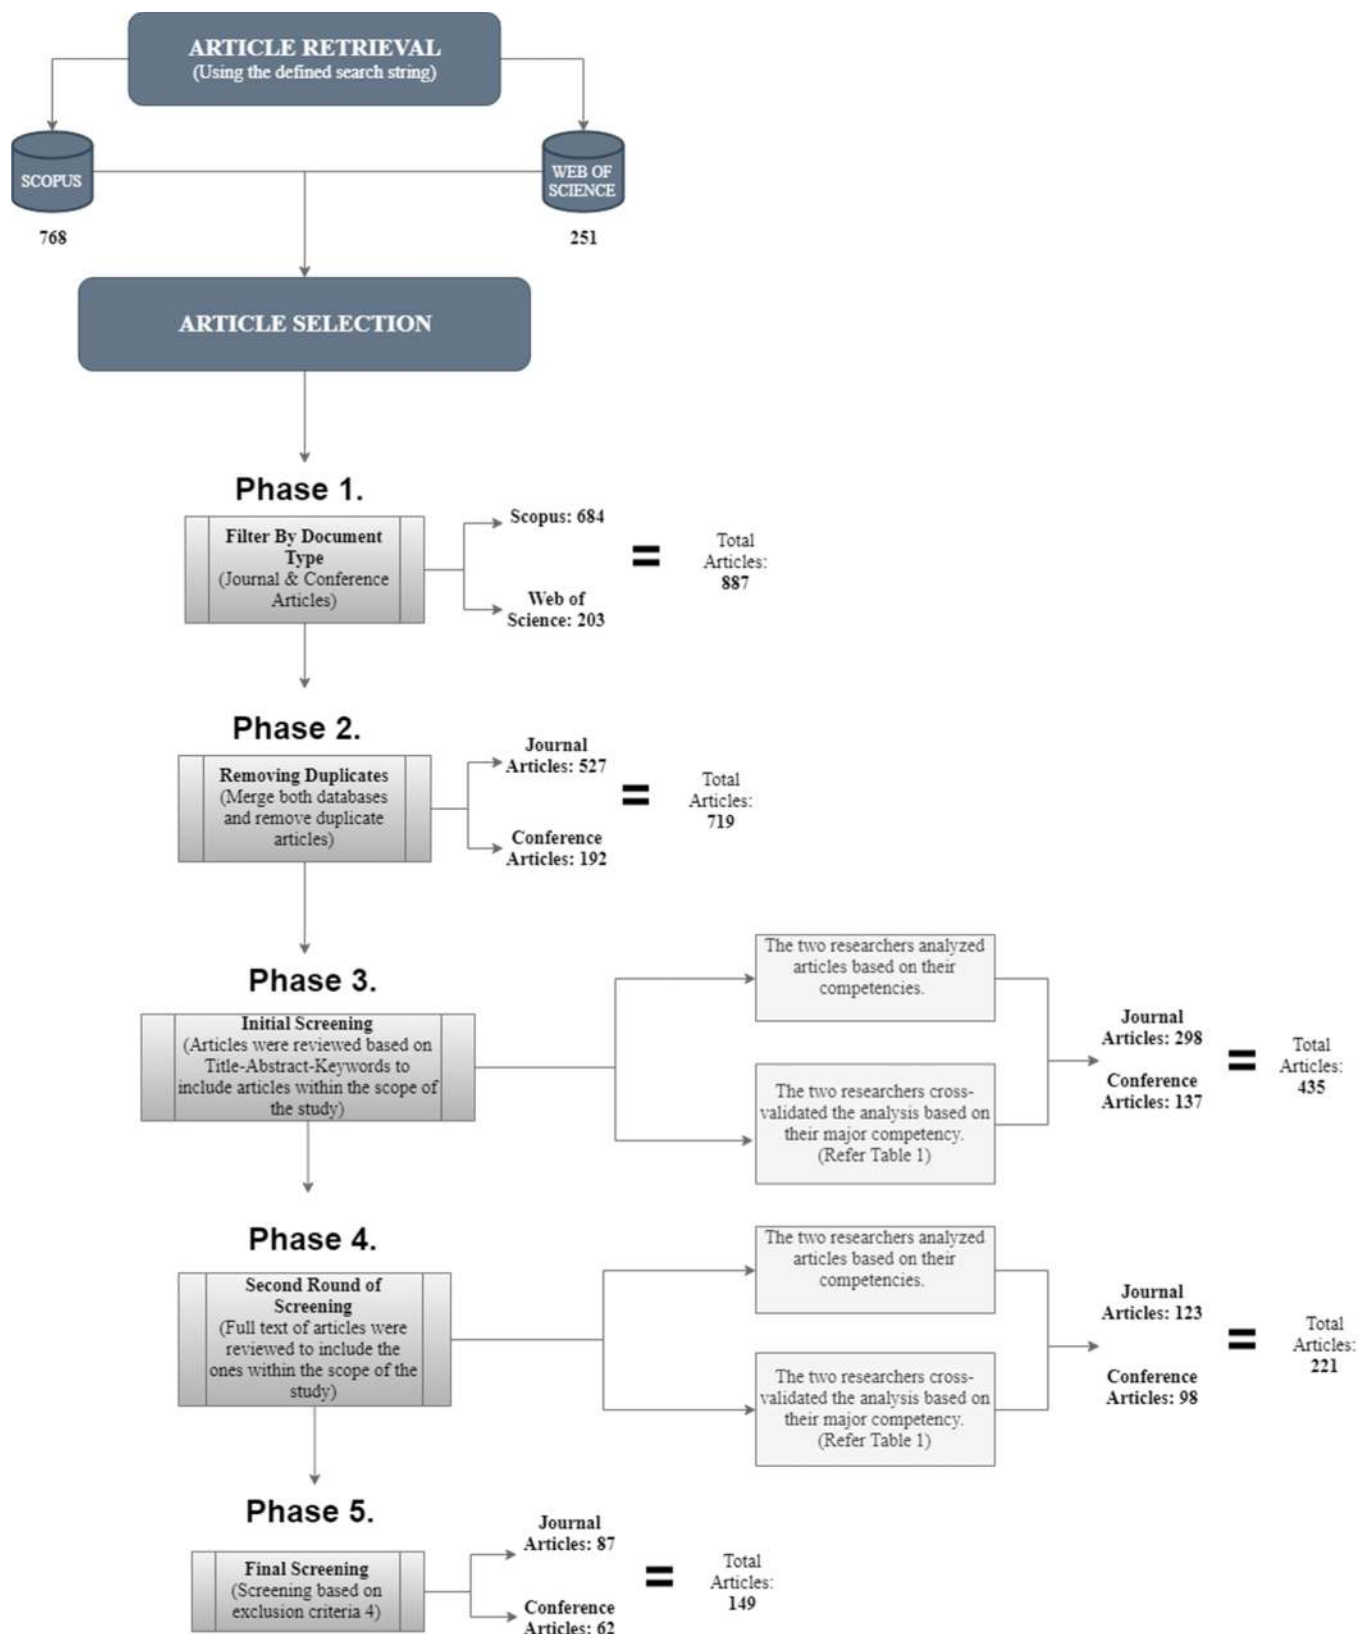 ARTICLE RETRIEVAL
(Using the defined search string)
SCOPUS
WEB OF
SCIENCE
768
251
ARTICLE SELECTION
Phase 1.
Filter By Document
Type
(Journal & Conference
Articles)
Scopus: 684
Web of
Science: 203
=
Total
Articles:
887
Phase 2.
Removing Duplicates
(Merge both databases
and remove duplicate
articles)
Journal
Articles: 527
Conference
Articles: 192
=
Total
Articles:
719
Phase 3.
Initial Screening
(Articles were reviewed based on
Title-Abstract-Keywords to
include articles within the scope of
the study)
The two researchers analyzed
articles based on their
competencies.
The two researchers cross-
validated the analysis based on
their major competency.
(Refer Table 1)
Journal
Articles: 298
Conference
Articles: 137
=
Total
Articles:
435
Phase 4.
Second Round of
Screening
(Full text of articles were
reviewed to include the
ones within the scope of the
study)
The two researchers analyzed
articles based on their
competencies.
The two researchers cross-
validated the analysis based on
their major competency.
(Refer Table 1)
Journal
Articles: 123
Conference
Articles: 98
=
Total
Articles:
221
Phase 5.
Final Screening
(Screening based on
exclusion criteria 4)
Journal
Articles: 87
Conference
Articles: 62
=
Total
Articles:
149